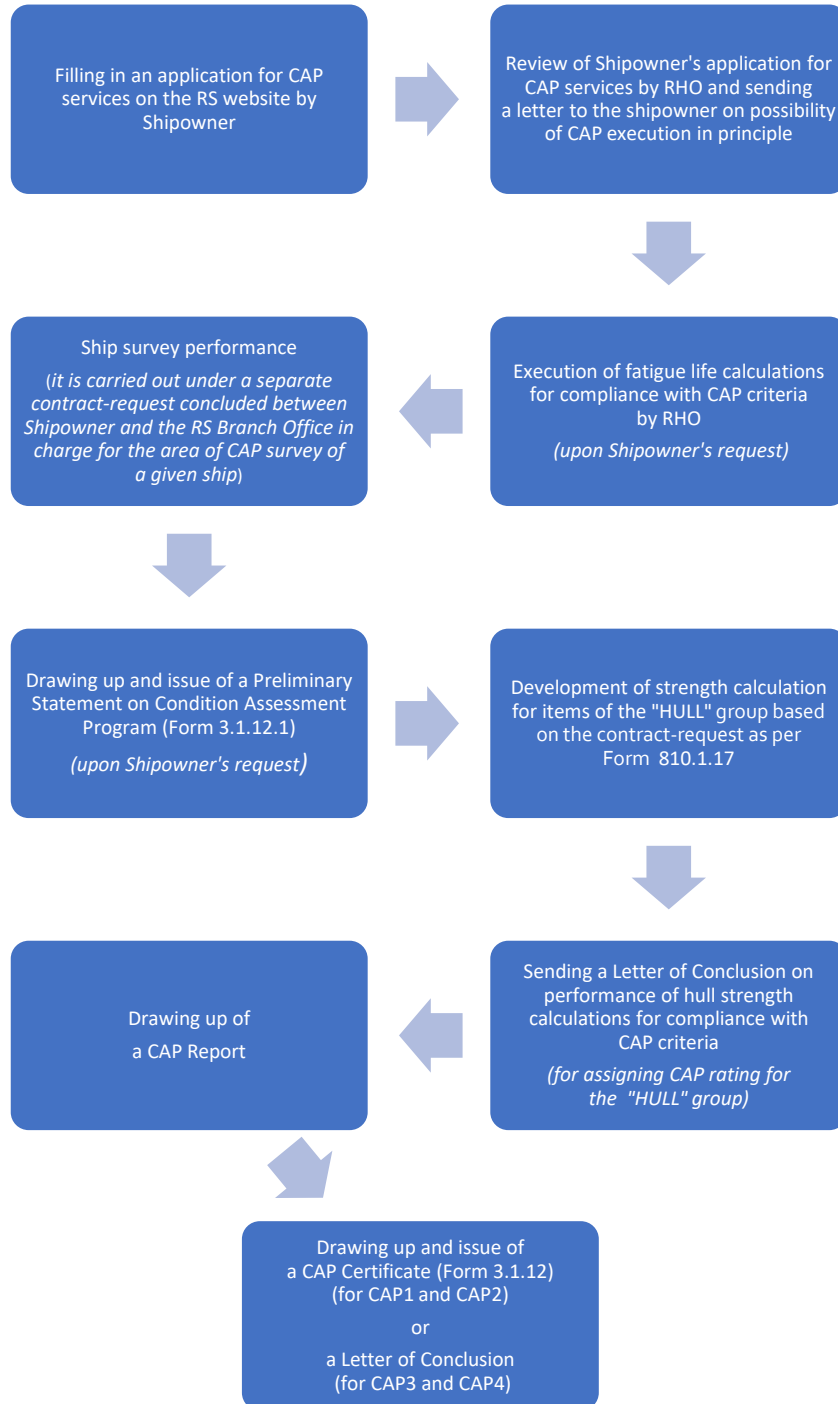 Filling in an application for CAP
services on the RS website by
Shipowner
Review of Shipowner's application for
CAP services by RHO and sending
a letter to the shipowner on possibility
of CAP execution in principle
Execution of fatigue life calculations
for compliance with CAP criteria
by RHO
(upon Shipowner's request)
Ship survey performance
(it is carried out under a separate
contract-request concluded between
Shipowner and the RS Branch Office in
charge for the area of CAP survey of
a given ship)
Drawing up and issue of a Preliminary
Statement on Condition Assessment
Program (Form 3.1.12.1)
(upon Shipowner's request)
Development of strength calculation
for items of the "HULL" group based
on the contract-request as per
Form 810.1.17
Sending a Letter of Conclusion on
performance of hull strength
calculations for compliance with
CAP criteria
(for assigning CAP rating for
the "HULL" group)
Drawing up of
a CAP Report
Drawing up and issue of
a CAP Certificate (Form 3.1.12)
(for CAP1 and CAP2)
or
a Letter of Conclusion
(for CAP3 and CAP4)